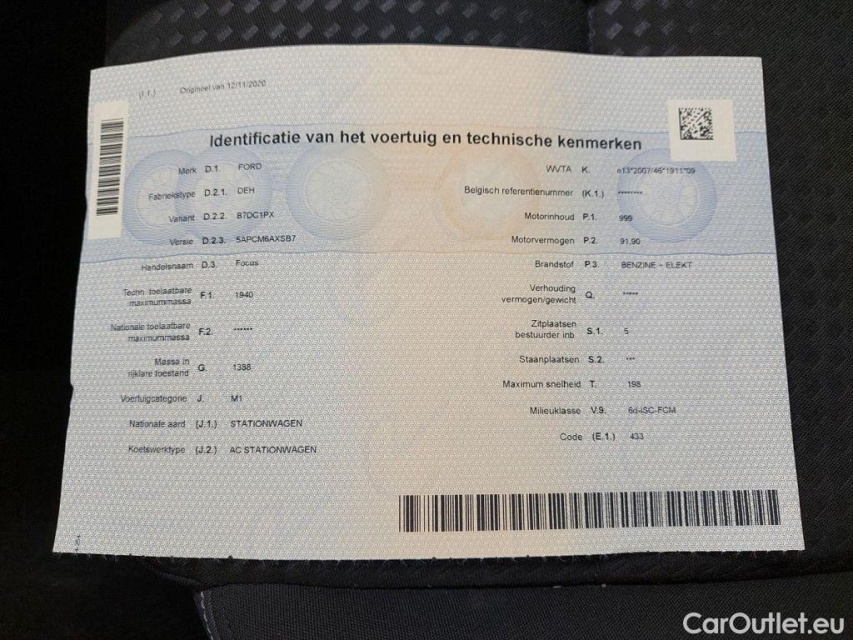 (I.1.) Origineel van 12/11/2020
Identificatie van het voertuig en technische kenmerken
Merk D.1. FORD
Fabriekstype D.2.1. DEH
Variant D.2.2. B7DC1PX
Versie D.2.3. 5APCM6AXSB7
Handelsnaam D.3. Focus
Techn. toelaatbare
maximummassa F.1. 1940
Nationale toelaatbare
maximummassa F.2. ******
Massa in
rijklare toestand G. 1388
Voertuigcategorie J. M1
Nationale aard (J.1.) STATIONWAGEN
Koetswerktype (J.2.) AC STATIONWAGEN
WVTA K. e13*2007/46*1911*09
Belgisch referentienummer (K.1.) ********
Motorinhoud P.1. 999
Motorvermogen P.2. 91,90
Brandstof P.3. BENZINE - ELEKT
Verhouding
vermogen/gewicht Q. *****
Zitplaatsen
bestuurder inb S.1. 5
Staanplaatsen S.2. ***
Maximum snelheid T. 198
Milieuklasse V.9. 6d-ISC-FCM
Code (E.1.) 433
CarOutlet.eu